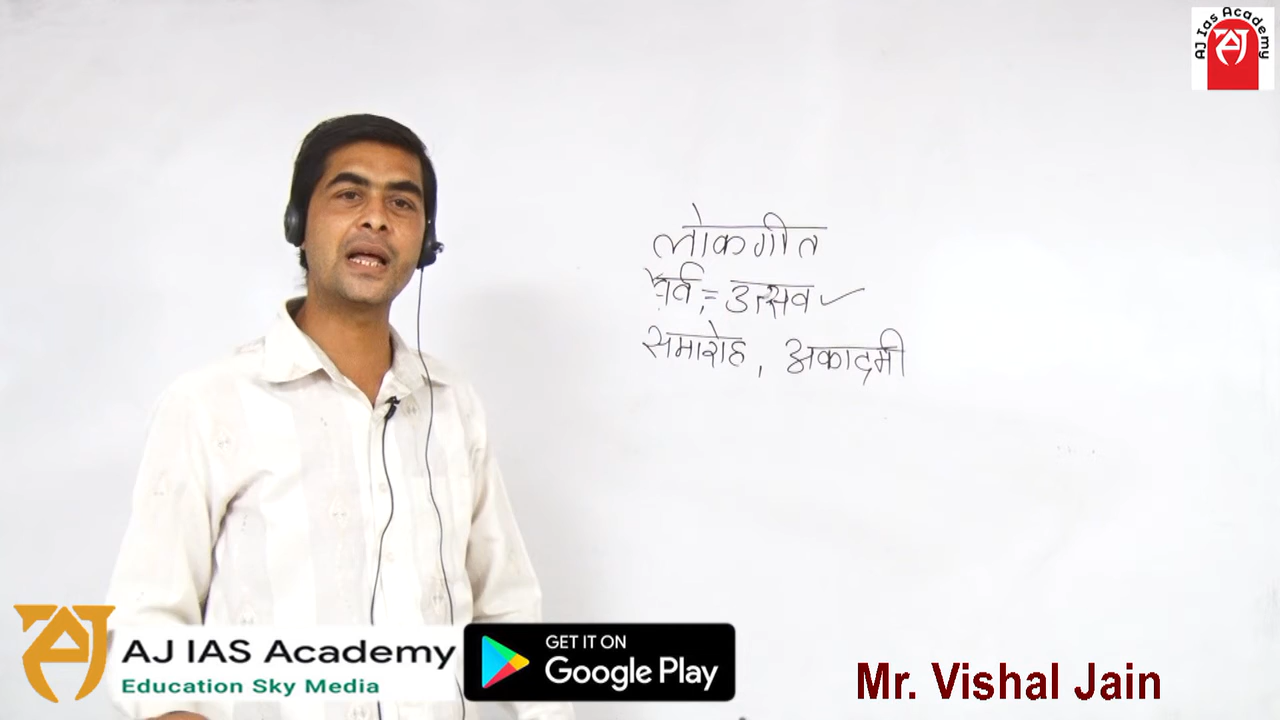 AJ Ias Academy
AJ
लोकगीत
पर्व, = उत्सव ✓
समारोह, अकादमी
AJ IAS Academy
Education Sky Media
GET IT ON
Google Play
Mr. Vishal Jain